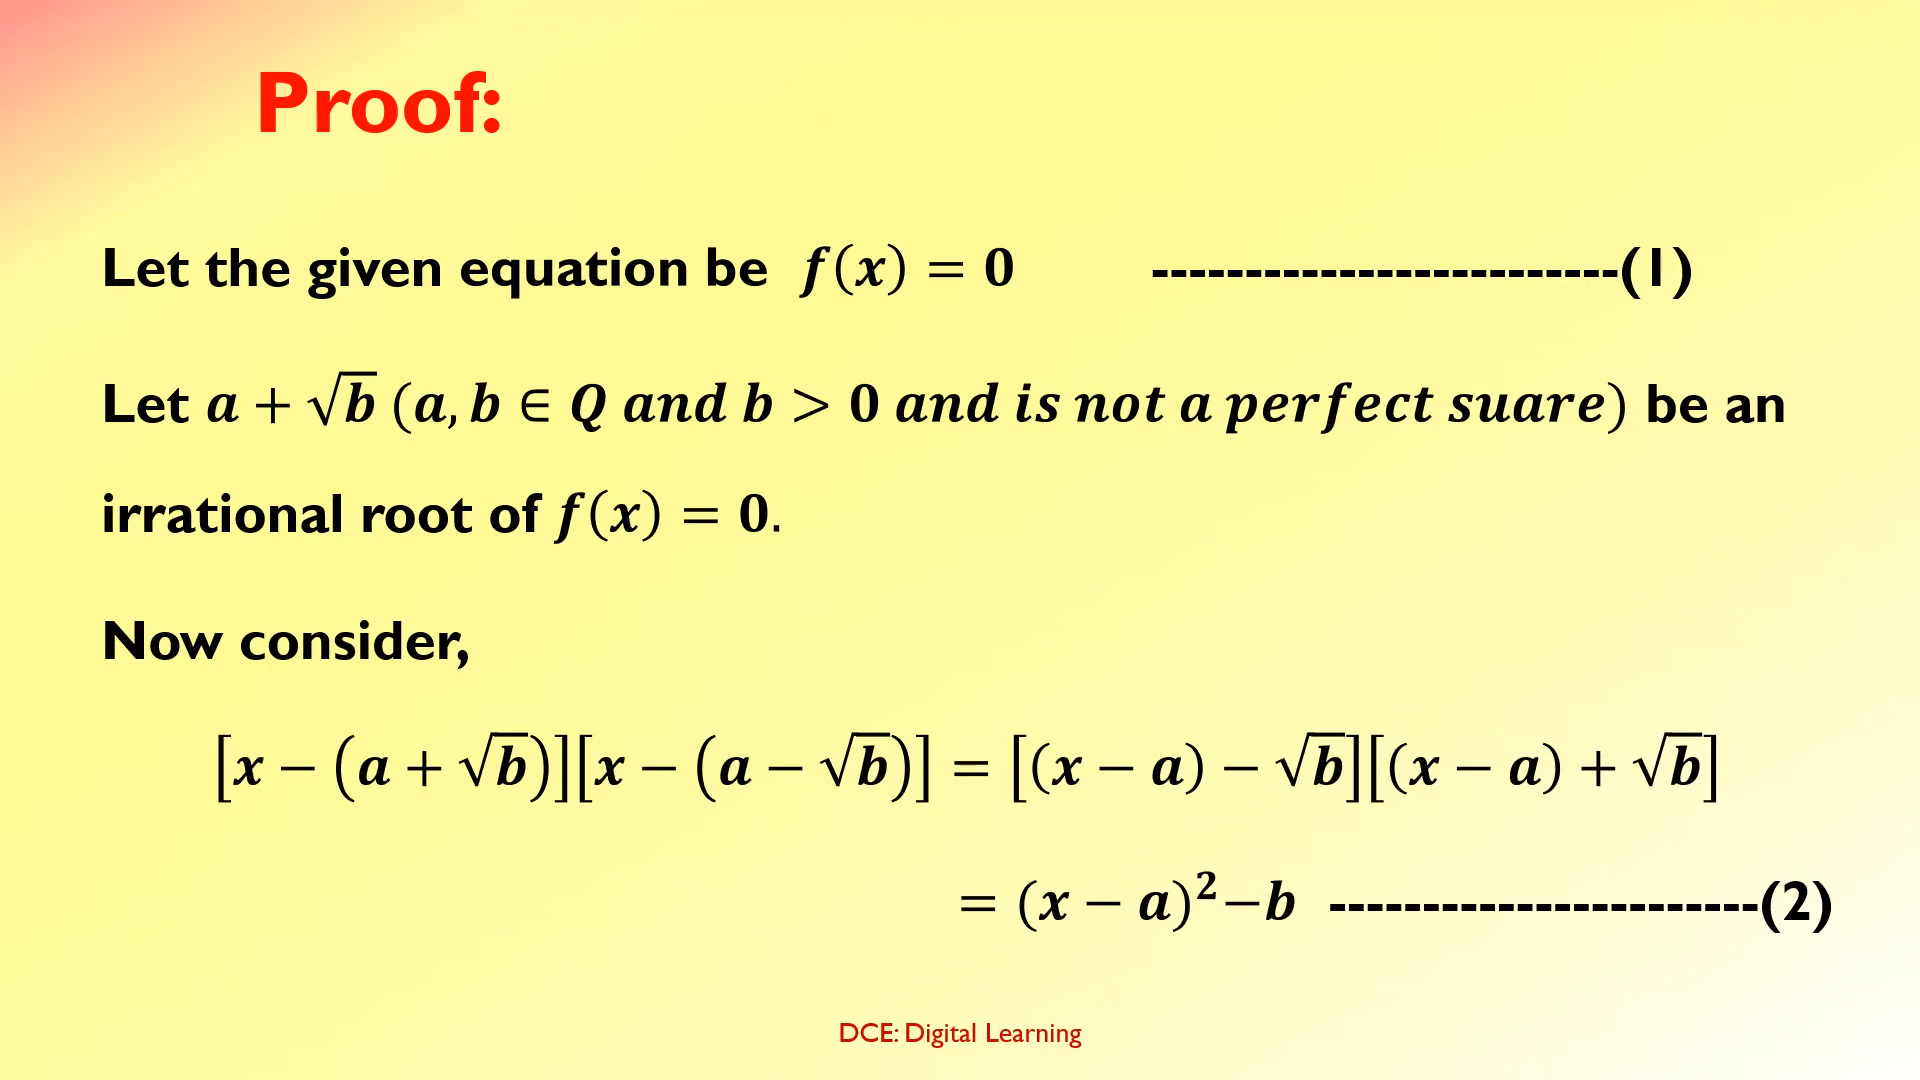 Proof:
Let the given equation be f(x) = 0 -------------------------(1)
Let a + √b (a, b ∈ Q and b > 0 and is not a perfect suare) be an
irrational root of f(x) = 0.
Now consider,
[x − (a + √b)][x − (a − √b)] = [(x − a) − √b][(x − a) + √b]
= (x − a)²−b -----------------------(2)
DCE: Digital Learning